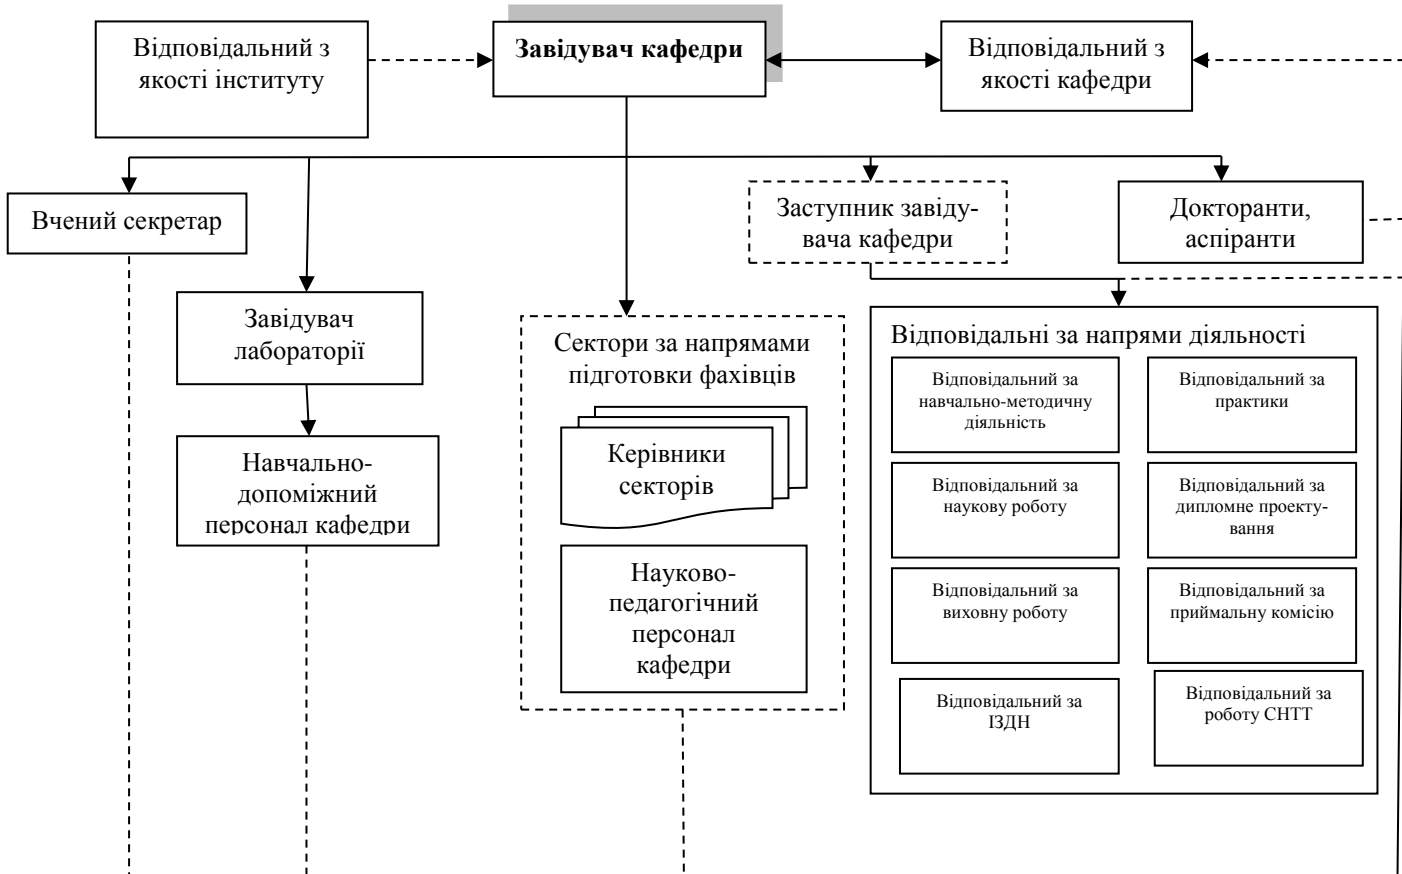 Відповідальний з
якості інституту
Завідувач кафедри
Відповідальний з
якості кафедри
Вчений секретар
Заступник завіду-
вача кафедри
Докторанти,
аспіранти
Завідувач
лабораторії
Навчально-
допоміжний
персонал кафедри
Сектори за напрямами
підготовки фахівців
Керівники
секторів
Науково-
педагогічний
персонал
кафедри
Відповідальні за напрями діяльності
Відповідальний за
навчально-методичну
діяльність
Відповідальний за
практики
Відповідальний за
наукову роботу
Відповідальний за
дипломне проекту-
вання
Відповідальний за
виховну роботу
Відповідальний за
приймальну комісію
Відповідальний за
ІЗДН
Відповідальний за
роботу СНТТ